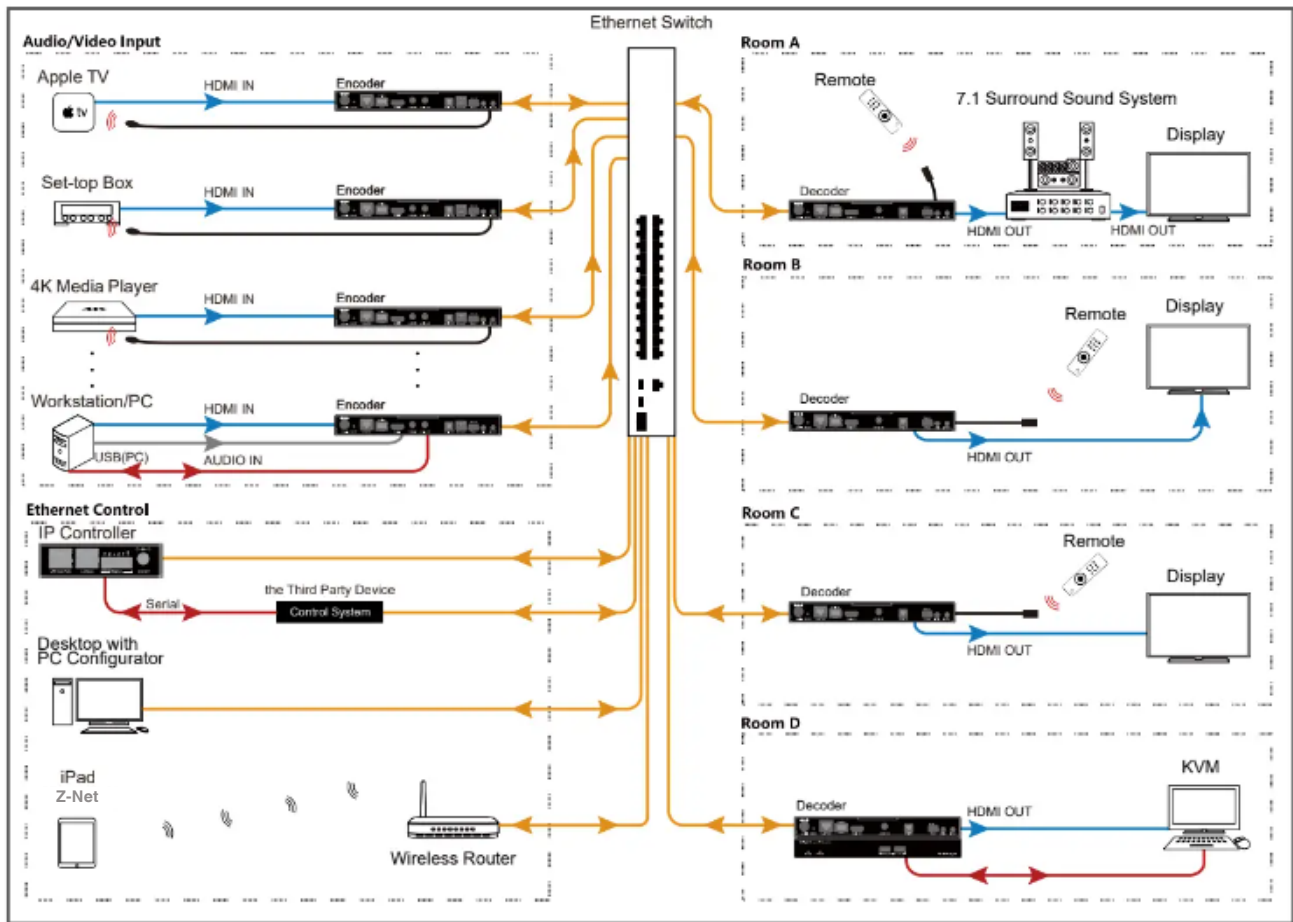 Ethernet Switch
Audio/Video Input
Apple TV
HDMI IN
Encoder
tv
Set-top Box
HDMI IN
Encoder
4K Media Player
HDMI IN
Encoder
Workstation/PC
HDMI IN
Encoder
USB(PC)
AUDIO IN
Ethernet Control
IP Controller
Serial
the Third Party Device
Control System
Desktop with
PC Configurator
iPad
Z-Net
Wireless Router
Room A
Remote
7.1 Surround Sound System
Display
Decoder
HDMI OUT
HDMI OUT
Room B
Remote
Display
Decoder
HDMI OUT
Room C
Remote
Display
Decoder
HDMI OUT
Room D
KVM
Decoder
HDMI OUT